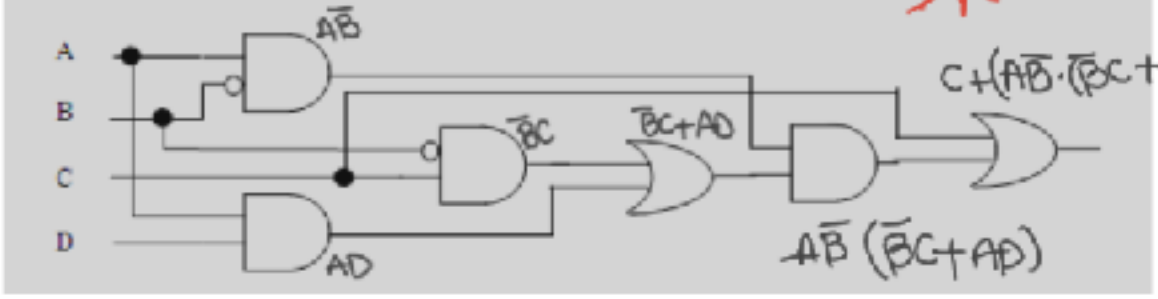 A
AB̅
C+(AB̅·(B̅C+
B
B̅C
B̅C+AD
C
D
AD
AB̅(B̅C+AD)